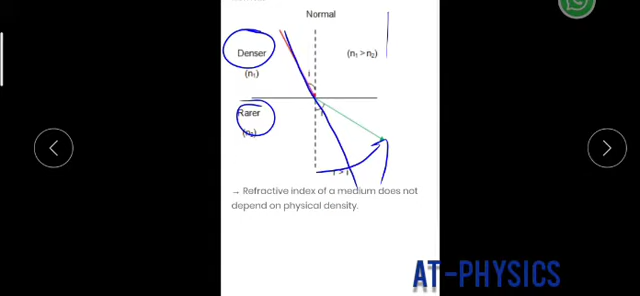 Normal
Denser
(n₁ > n₂)
(n₁)
i
Rarer
(n₂)
r
r > i
→ Refractive index of a medium does not
depend on physical density.
AT-PHYSICS